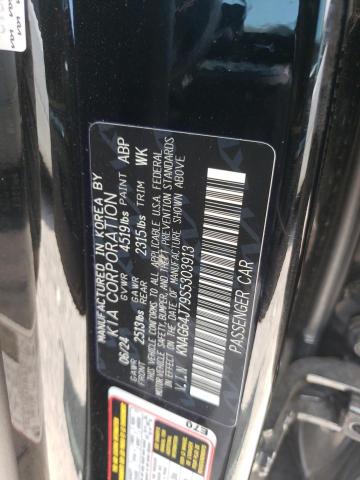 MANUFACTURED IN KOREA BY
KIA CORPORATION
06/24 GVWR 4519lbs PAINT ABP
GAWR FRONT 2513lbs GAWR REAR 2315lbs TRIM WK
THIS VEHICLE CONFORMS TO ALL APPLICABLE U.S.A. FEDERAL
MOTOR VEHICLE SAFETY, BUMPER, AND THEFT PREVENTION STANDARDS
IN EFFECT ON THE DATE OF MANUFACTURE SHOWN ABOVE
V.I.N KNAG64J79S5303913
PASSENGER CAR
E70